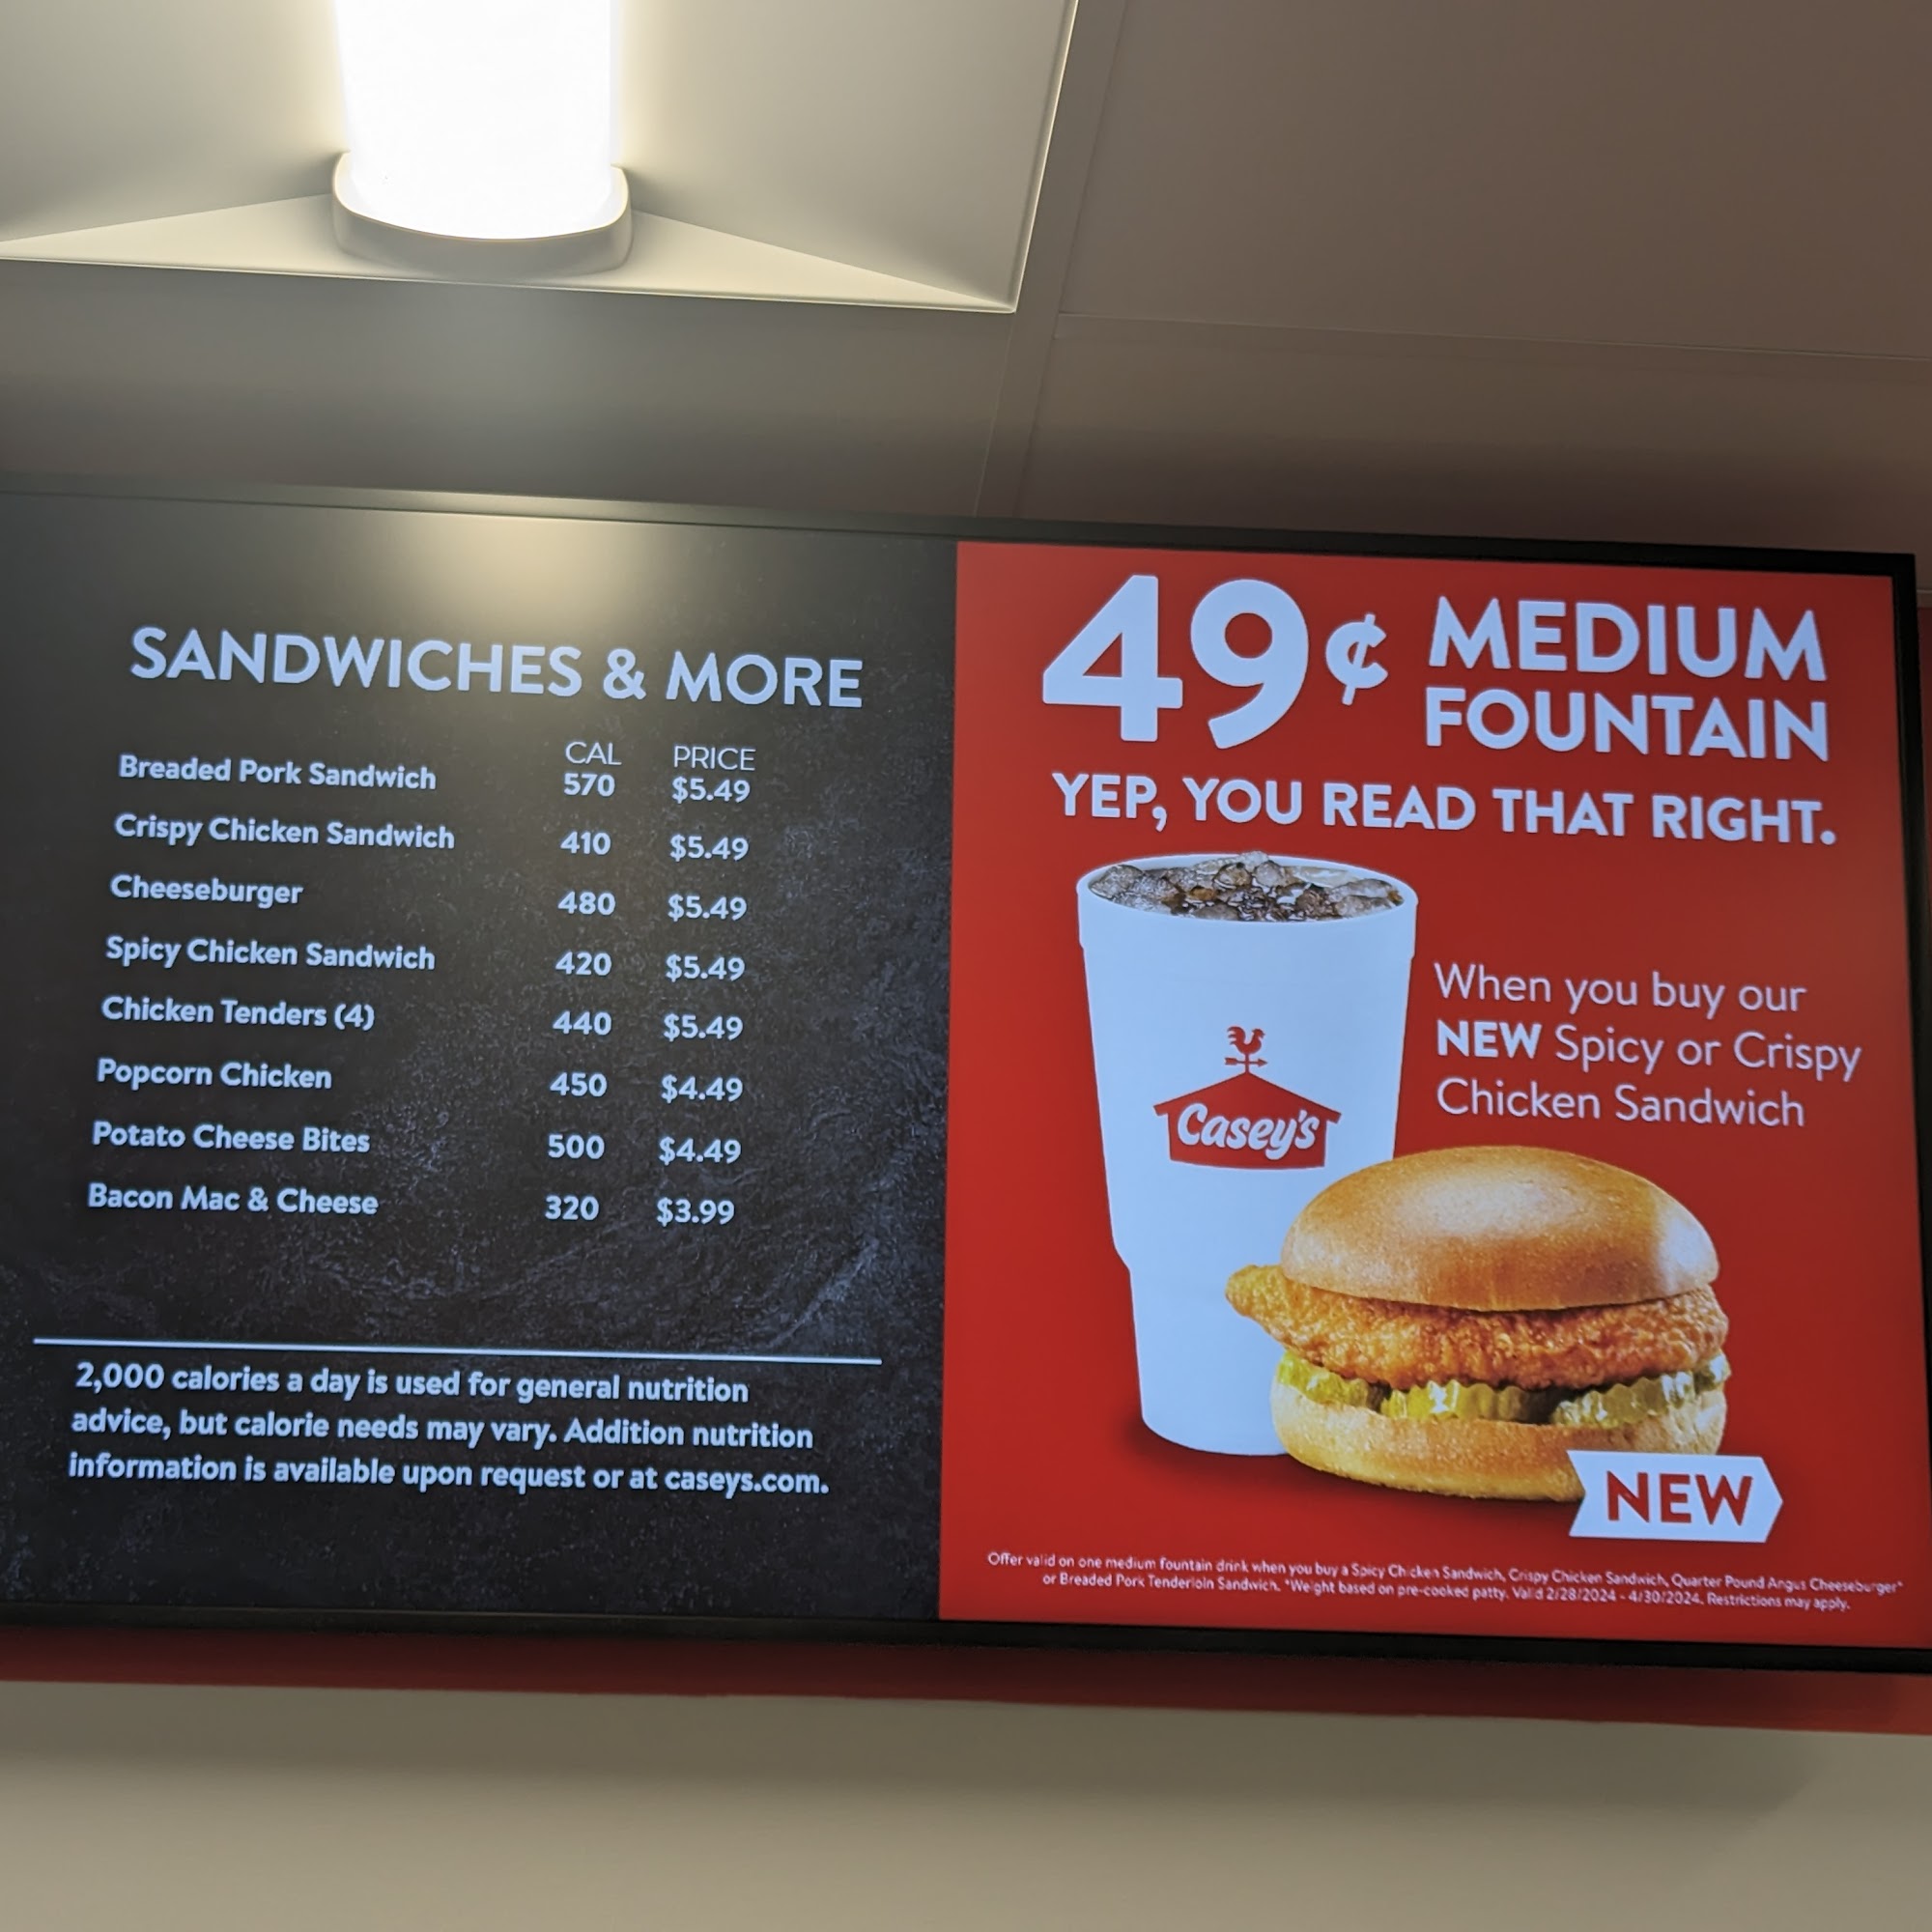 SANDWICHES & MORE
CAL PRICE
Breaded Pork Sandwich 570 $5.49
Crispy Chicken Sandwich 410 $5.49
Cheeseburger 480 $5.49
Spicy Chicken Sandwich 420 $5.49
Chicken Tenders (4) 440 $5.49
Popcorn Chicken 450 $4.49
Potato Cheese Bites 500 $4.49
Bacon Mac & Cheese 320 $3.99
2,000 calories a day is used for general nutrition
advice, but calorie needs may vary. Addition nutrition
information is available upon request or at caseys.com.
49¢ MEDIUM
FOUNTAIN
YEP, YOU READ THAT RIGHT.
When you buy our
NEW Spicy or Crispy
Chicken Sandwich
Casey's
NEW
Offer valid on one medium fountain drink when you buy a Spicy Chicken Sandwich, Crispy Chicken Sandwich, Quarter Pound Angus Cheeseburger*
or Breaded Pork Tenderloin Sandwich. *Weight based on pre-cooked patty. Valid 2/28/2024 - 4/30/2024. Restrictions may apply.